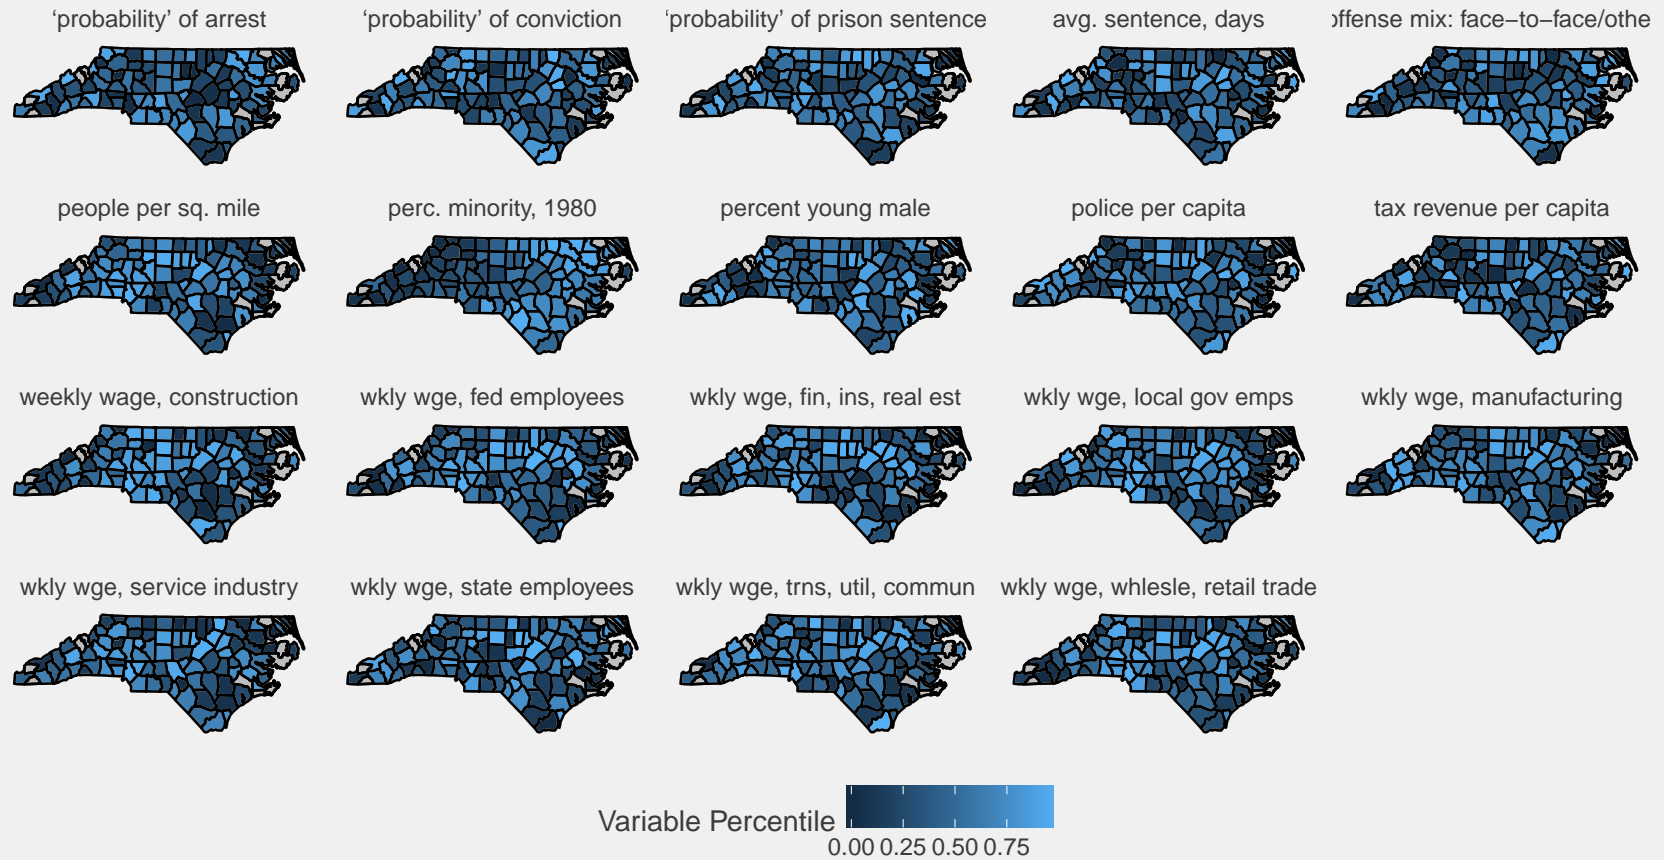 ‘probability’ of arrest
‘probability’ of conviction
‘probability’ of prison sentence
avg. sentence, days
offense mix: face−to−face/othe
people per sq. mile
perc. minority, 1980
percent young male
police per capita
tax revenue per capita
weekly wage, construction
wkly wge, fed employees
wkly wge, fin, ins, real est
wkly wge, local gov emps
wkly wge, manufacturing
wkly wge, service industry
wkly wge, state employees
wkly wge, trns, util, commun
wkly wge, whlesle, retail trade
Variable Percentile
0.00 0.25 0.50 0.75